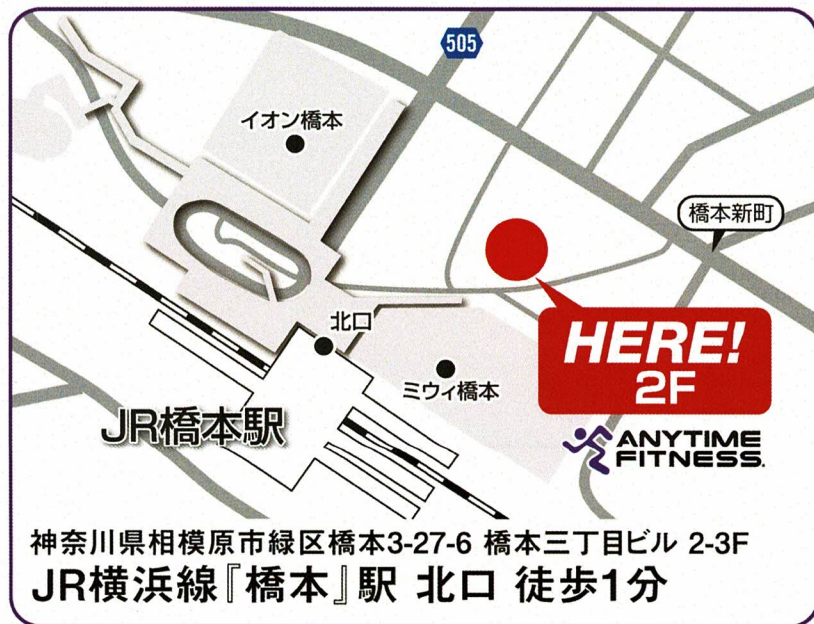 505
イオン橋本
橋本新町
北口
HERE!
2F
ミウィ橋本
JR橋本駅
ANYTIME
FITNESS.
神奈川県相模原市緑区橋本3-27-6 橋本三丁目ビル 2-3F
JR横浜線『橋本』駅 北口 徒歩1分